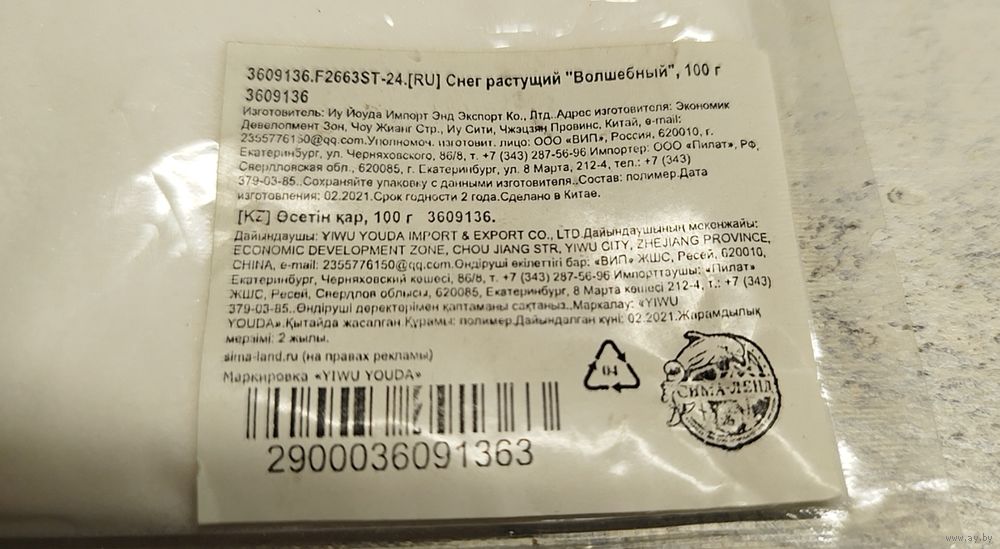 3609136.F2663ST-24.[RU] Снег растущий "Волшебный", 100 г
3609136
Изготовитель: Иу Йоуда Импорт Энд Экспорт Ко., Лтд..Адрес изготовителя: Экономик
Девелопмент Зон, Чоу Жианг Стр., Иу Сити, Чжэцзян Провинс, Китай, e-mail:
2355776150@qq.com.Уполномоч. изготовит. лицо: ООО «ВИП», Россия, 620010, г.
Екатеринбург, ул. Черняховского, 86/8, т. +7 (343) 287-56-96 Импортер: ООО «Пилат», РФ,
Свердловская обл., 620085, г. Екатеринбург, ул. 8 Марта, 212-4, тел.: +7 (343)
379-03-85..Сохраняйте упаковку с данными изготовителя..Состав: полимер.Дата
изготовления: 02.2021.Срок годности 2 года.Сделано в Китае.
[KZ] Өсетін қар, 100 г 3609136.
Дайындаушы: YIWU YOUDA IMPORT & EXPORT CO., LTD.Дайындаушының мекенжайы:
ECONOMIC DEVELOPMENT ZONE, CHOU JIANG STR, YIWU CITY, ZHEJIANG PROVINCE,
CHINA, e-mail: 2355776150@qq.com.Өндіруші өкілеттігі бар: «ВИП» ЖШС, Ресей, 620010,
Екатеринбург, Черняховский көшесі, 86/8, т. +7 (343) 287-56-96 Импорттаушы: «Пилат»
ЖШС, Ресей, Свердлов облысы, 620085, Екатеринбург, 8 Марта көшесі 212-4, т.: +7 (343)
379-03-85..Өндіруші деректерімен қаптаманы сақтаңыз..Маркалау: «YIWU
YOUDA».Қытайда жасалған.Құрамы: полимер.Дайындалған күні: 02.2021.Жарамдылық
мерзімі: 2 жылы.
sima-land.ru (на правах рекламы)
Маркировка «YIWU YOUDA»
04
СИМА-ЛЕНД
2900036091363
www.ay.by